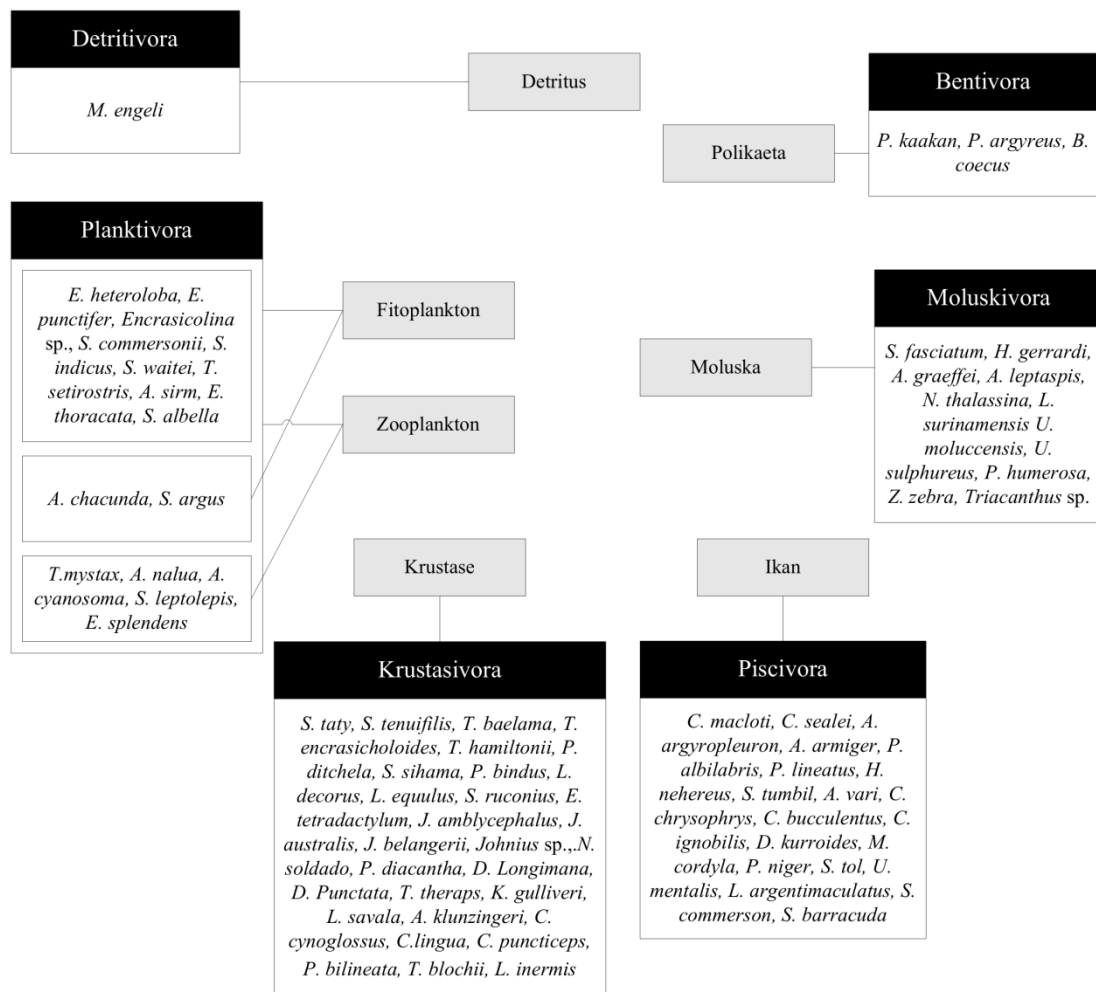 Detritivora
M. engeli
Detritus
Bentivora
P. kaakan, P. argyreus, B.
coecus
Polikaeta
Planktivora
E. heteroloba, E.
punctifer, Encrasicolina
sp., S. commersonii, S.
indicus, S. waitei, T.
setirostris, A. sirm, E.
thoracata, S. albella
A. chacunda, S. argus
T.mystax, A. nalua, A.
cyanosoma, S. leptolepis,
E. splendens
Fitoplankton
Zooplankton
Moluska
Moluskivora
S. fasciatum, H. gerrardi,
A. graeffei, A. leptaspis,
N. thalassina, L.
surinamensis U.
moluccensis, U.
sulphureus, P. humerosa,
Z. zebra, Triacanthus sp.
Krustase
Krustasivora
S. taty, S. tenuifilis, T. baelama, T.
encrasicholoides, T. hamiltonii, P.
ditchela, S. sihama, P. bindus, L.
decorus, L. equulus, S. ruconius, E.
tetradactylum, J. amblycephalus, J.
australis, J. belangerii, Johnius sp.,.N.
soldado, P. diacantha, D. Longimana,
D. Punctata, T. theraps, K. gulliveri,
L. savala, A. klunzingeri, C.
cynoglossus, C.lingua, C. puncticeps,
P. bilineata, T. blochii, L. inermis
Ikan
Piscivora
C. macloti, C. sealei, A.
argyropleuron, A. armiger, P.
albilabris, P. lineatus, H.
nehereus, S. tumbil, A. vari, C.
chrysophrys, C. bucculentus, C.
ignobilis, D. kurroides, M.
cordyla, P. niger, S. tol, U.
mentalis, L. argentimaculatus, S.
commerson, S. barracuda